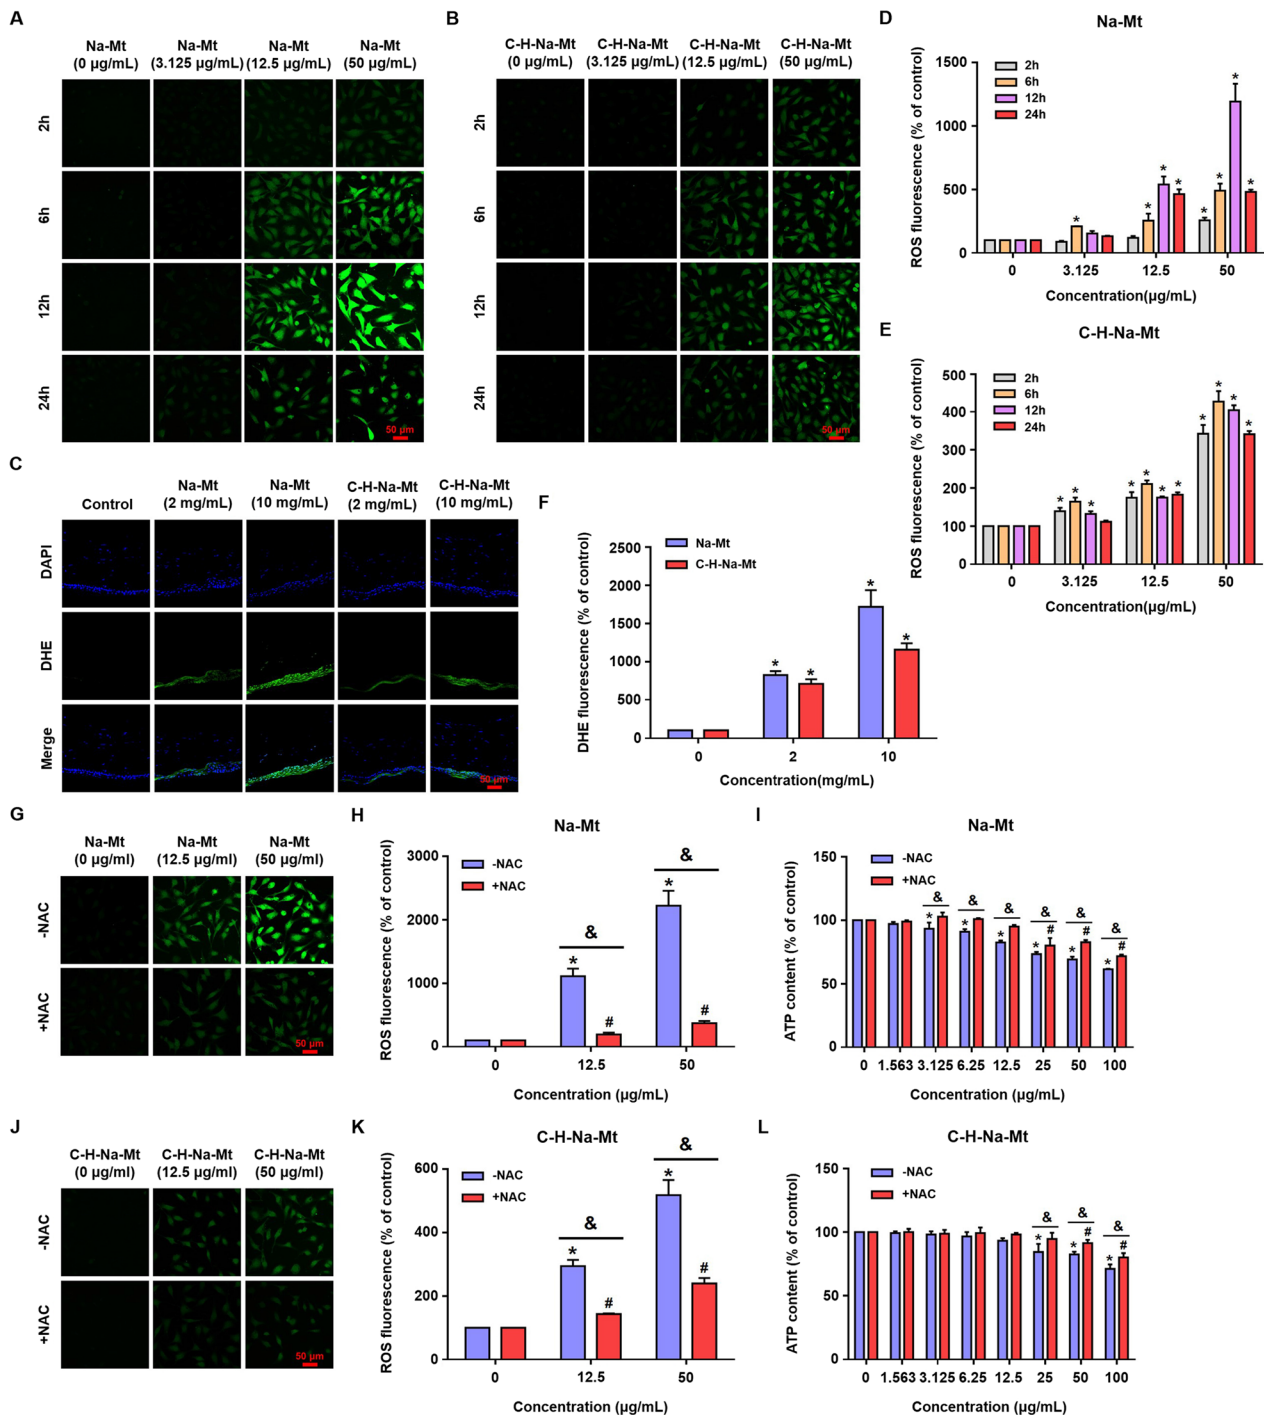 A
Na-Mt Na-Mt Na-Mt Na-Mt
(0 µg/mL) (3.125 µg/mL) (12.5 µg/mL) (50 µg/mL)
2h
6h
12h
24h
50 µm
B
C-H-Na-Mt C-H-Na-Mt C-H-Na-Mt C-H-Na-Mt
(0 µg/mL) (3.125 µg/mL) (12.5 µg/mL) (50 µg/mL)
2h
6h
12h
24h
50 µm
D
Na-Mt
2h
6h
12h
24h
ROS fluorescence (% of control)
1500
1000
500
0
* * * * * * * *
0 3.125 12.5 50
Concentration(µg/mL)
E
C-H-Na-Mt
2h
6h
12h
24h
ROS fluorescence (% of control)
500
400
300
200
100
0
* * * * * * * * * * *
0 3.125 12.5 50
Concentration(µg/mL)
C
Control Na-Mt Na-Mt C-H-Na-Mt C-H-Na-Mt
(2 mg/mL) (10 mg/mL) (2 mg/mL) (10 mg/mL)
DAPI
DHE
Merge
50 µm
F
Na-Mt
C-H-Na-Mt
DHE fluorescence (% of control)
2500
2000
1500
1000
500
0
* * * *
0 2 10
Concentration(mg/mL)
G
Na-Mt Na-Mt Na-Mt
(0 µg/ml) (12.5 µg/ml) (50 µg/ml)
-NAC
+NAC
50 µm
H
Na-Mt
-NAC
+NAC
ROS fluorescence (% of control)
3000
2000
1000
0
& &
* # * #
0 12.5 50
Concentration (µg/mL)
I
Na-Mt
-NAC
+NAC
ATP content (% of control)
150
100
50
0
& & & & & &
* * * * # * # * #
0 1.563 3.125 6.25 12.5 25 50 100
Concentration (µg/mL)
J
C-H-Na-Mt C-H-Na-Mt C-H-Na-Mt
(0 µg/ml) (12.5 µg/ml) (50 µg/ml)
-NAC
+NAC
50 µm
K
C-H-Na-Mt
-NAC
+NAC
ROS fluorescence (% of control)
600
400
200
0
& &
* # * #
0 12.5 50
Concentration (µg/mL)
L
C-H-Na-Mt
-NAC
+NAC
ATP content (% of control)
150
100
50
0
& & &
* * # * #
0 1.563 3.125 6.25 12.5 25 50 100
Concentration (µg/mL)